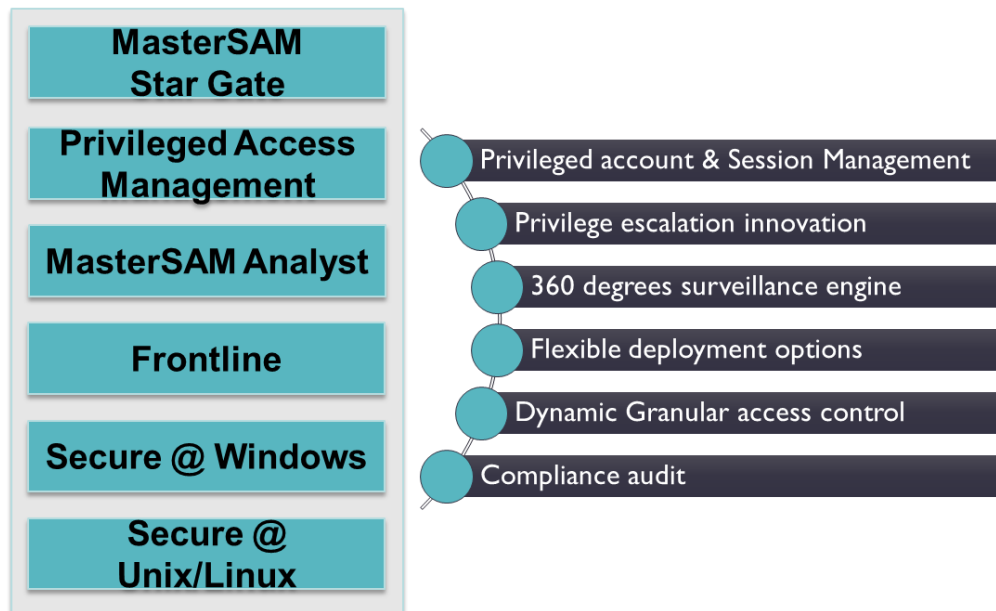 MasterSAM
Star Gate
Privileged Access
Management
MasterSAM Analyst
Frontline
Secure @ Windows
Secure @
Unix/Linux
Privileged account & Session Management
Privilege escalation innovation
360 degrees surveillance engine
Flexible deployment options
Dynamic Granular access control
Compliance audit